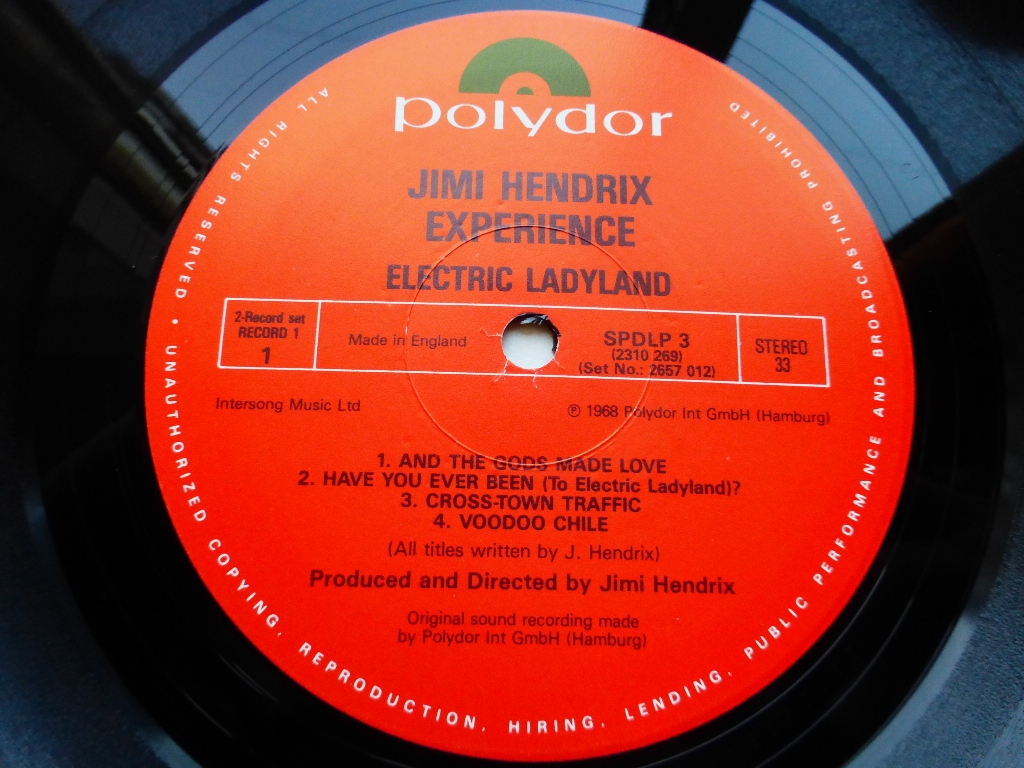 polydor
JIMI HENDRIX
EXPERIENCE
ELECTRIC LADYLAND
2-Record set
RECORD 1
1
Made in England
SPDLP 3
(2310 269)
(Set No.: 2657 012)
STEREO
33
Intersong Music Ltd
℗ 1968 Polydor Int GmbH (Hamburg)
1. AND THE GODS MADE LOVE
2. HAVE YOU EVER BEEN (To Electric Ladyland)?
3. CROSS-TOWN TRAFFIC
4. VOODOO CHILE
(All titles written by J. Hendrix)
Produced and Directed by Jimi Hendrix
Original sound recording made
by Polydor Int GmbH (Hamburg)
ALL RIGHTS RESERVED • UNAUTHORIZED COPYING, REPRODUCTION, HIRING, LENDING, PUBLIC PERFORMANCE AND BROADCASTING PROHIBITED